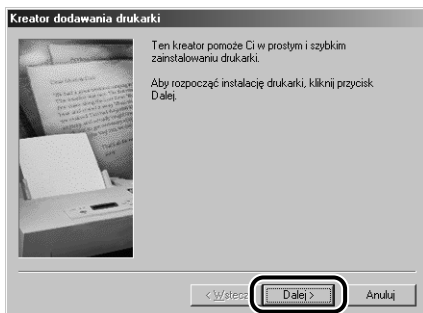 Kreator dodawania drukarki
Ten kreator pomoże Ci w prostym i szybkim
zainstalowaniu drukarki.
Aby rozpocząć instalację drukarki, kliknij przycisk
Dalej.
< Wstecz
Dalej >
Anuluj